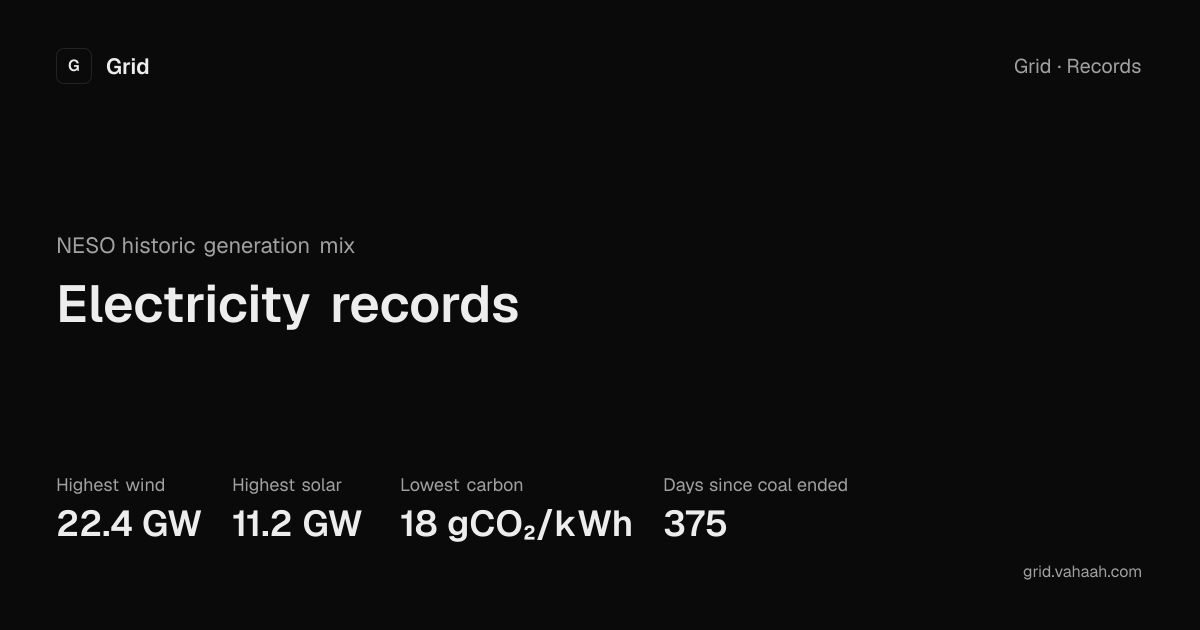 G
Grid
Grid · Records
NESO historic generation mix
Electricity records
Highest wind
22.4 GW
Highest solar
11.2 GW
Lowest carbon
18 gCO₂/kWh
Days since coal ended
375
grid.vahaah.com